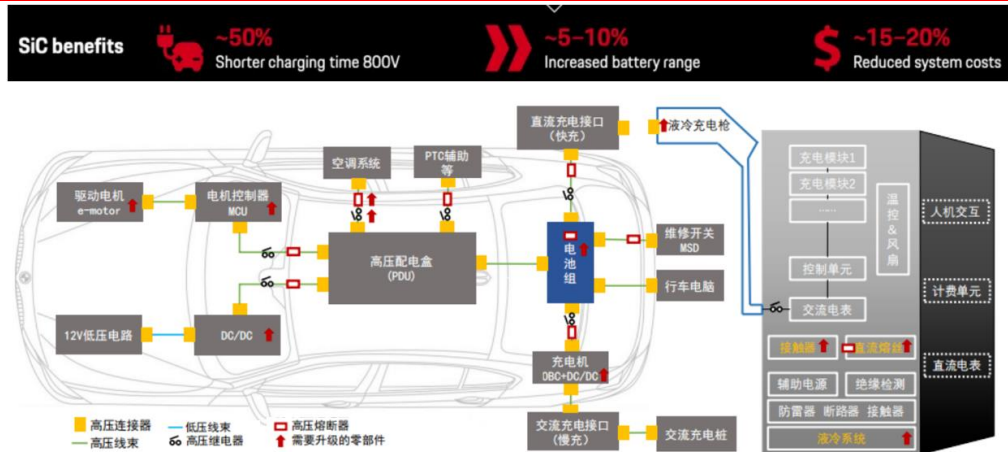 SiC benefits
~50%
Shorter charging time 800V
~5-10%
Increased battery range
~15-20%
Reduced system costs
直流充电接口
(快充)
液冷充电枪
空调系统
PTC辅助
等
驱动电机
e-motor
电机控制器
MCU
高压配电盒
(PDU)
电池组
维修开关
MSD
行车电脑
12V低压电路
DC/DC
充电机
OBC+DC/DC
交流充电接口
(慢充)
交流充电桩
充电模块1
充电模块2
……
温控&风扇
控制单元
交流电表
接触器
直流熔丝
辅助电源
绝缘检测
防雷器 断路器 接触器
液冷系统
人机交互
计费单元
直流电表
高压连接器
低压线束
高压熔断器
高压线束
高压继电器
需要升级的零部件